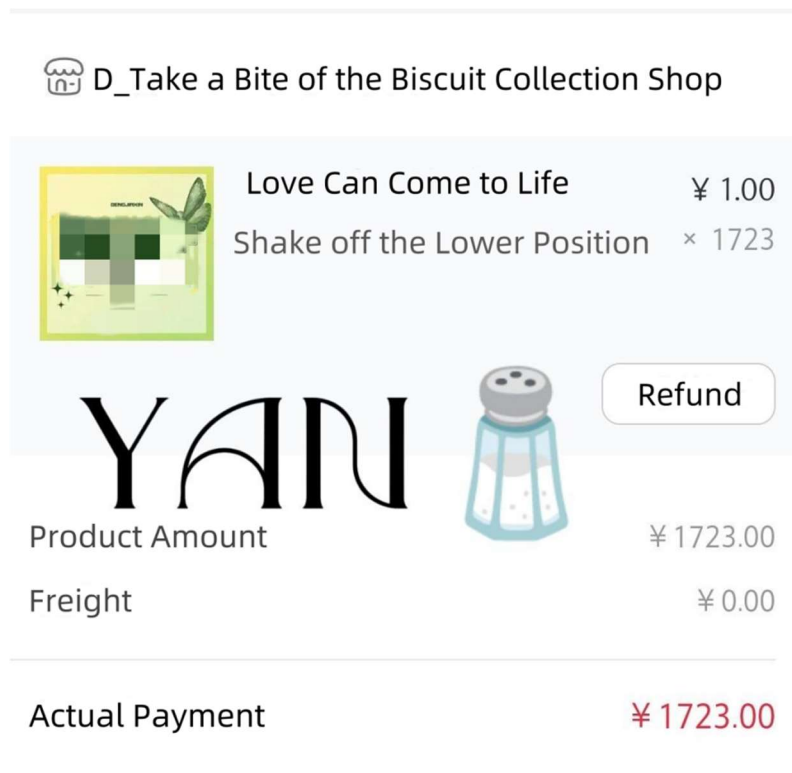 D_Take a Bite of the Biscuit Collection Shop
Love Can Come to Life
¥ 1.00
Shake off the Lower Position
× 1723
Refund
YAN
Product Amount
¥ 1723.00
Freight
¥ 0.00
Actual Payment
¥ 1723.00